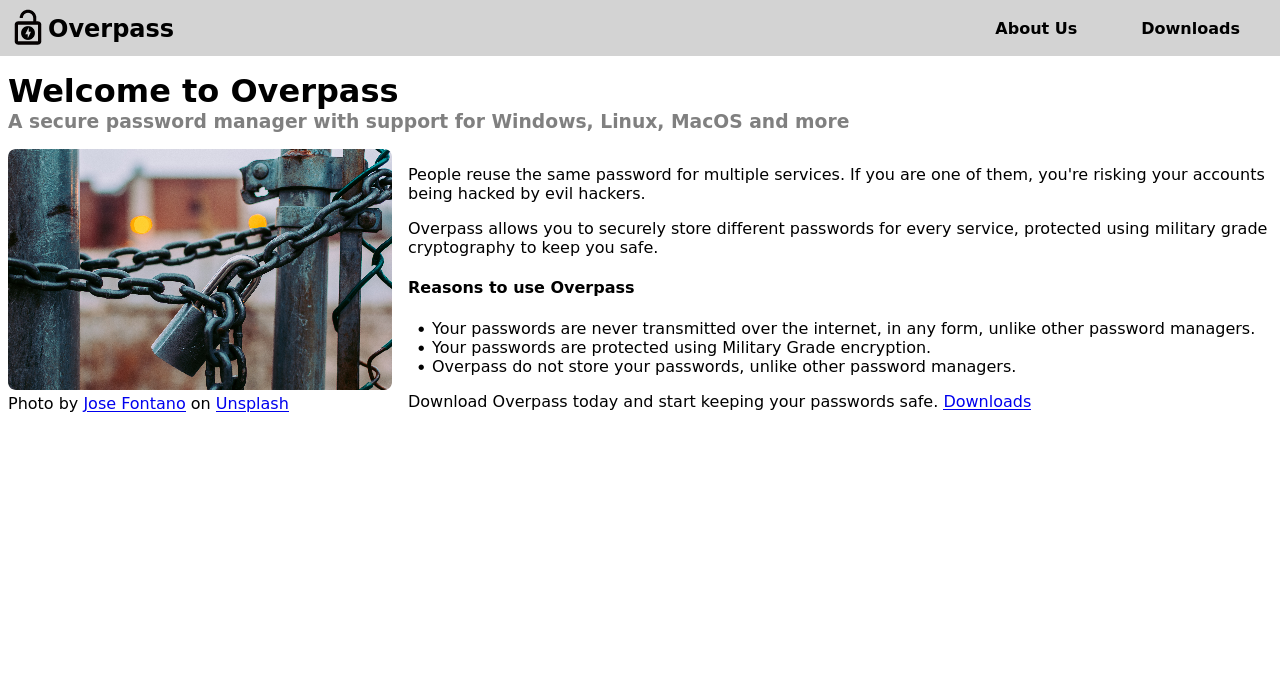 Overpass
About Us
Downloads
Welcome to Overpass
A secure password manager with support for Windows, Linux, MacOS and more
People reuse the same password for multiple services. If you are one of them, you're risking your accounts
being hacked by evil hackers.
Overpass allows you to securely store different passwords for every service, protected using military grade
cryptography to keep you safe.
Reasons to use Overpass
• Your passwords are never transmitted over the internet, in any form, unlike other password managers.
• Your passwords are protected using Military Grade encryption.
• Overpass do not store your passwords, unlike other password managers.
Download Overpass today and start keeping your passwords safe. Downloads
Photo by Jose Fontano on Unsplash